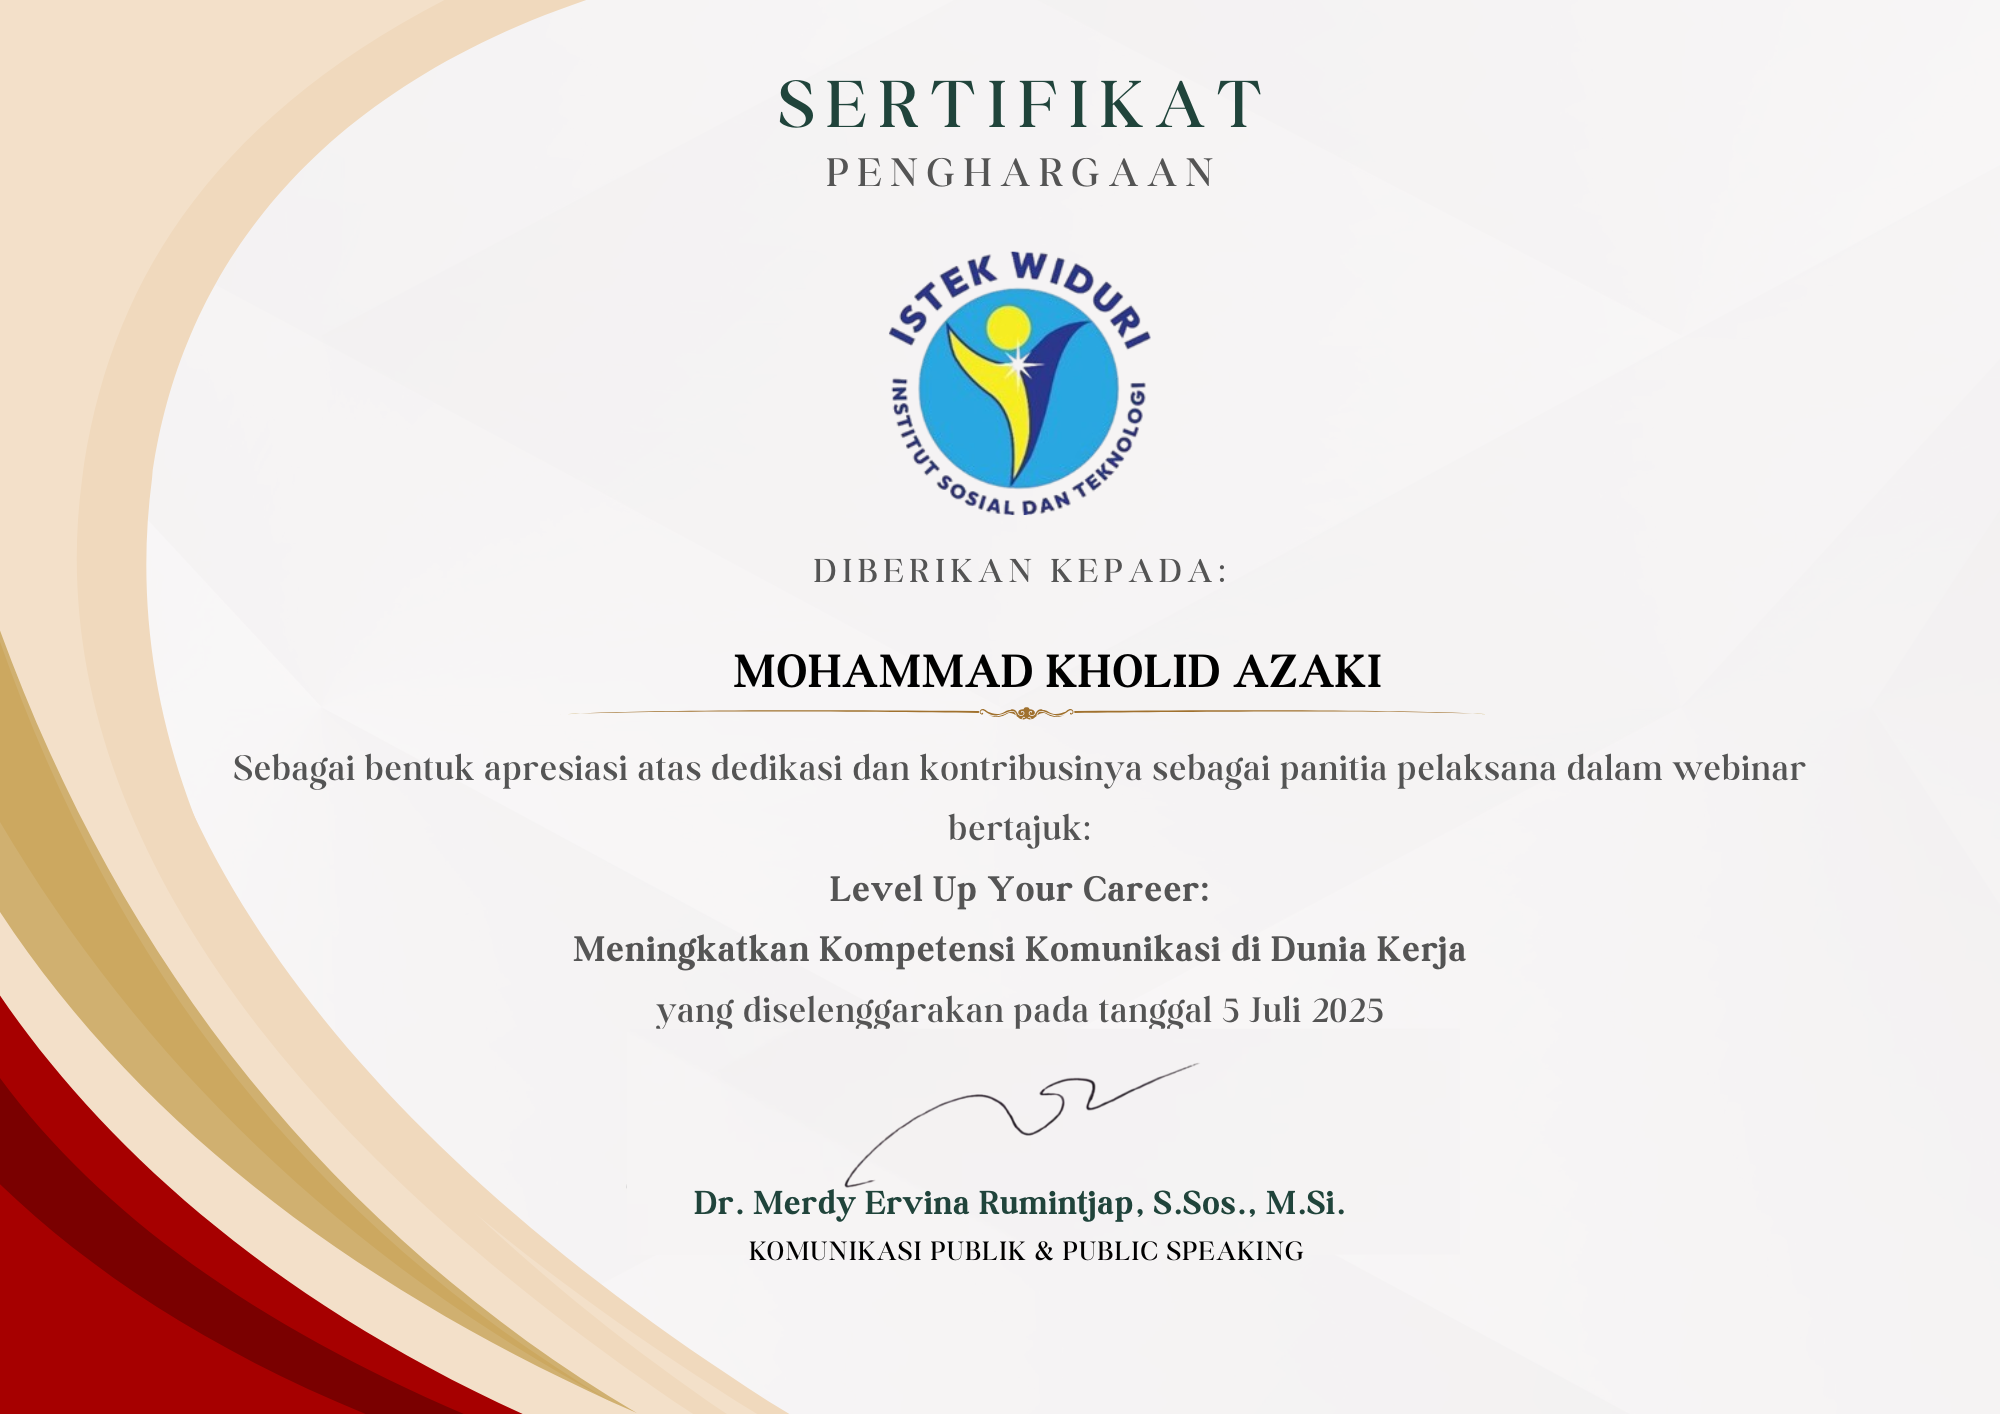 SERTIFIKAT
PENGHARGAAN
ISTEK WIDURI
INSTITUT SOSIAL DAN TEKNOLOGI
DIBERIKAN KEPADA:
MOHAMMAD KHOLID AZAKI
Sebagai bentuk apresiasi atas dedikasi dan kontribusinya sebagai panitia pelaksana dalam webinar
bertajuk:
Level Up Your Career:
Meningkatkan Kompetensi Komunikasi di Dunia Kerja
yang diselenggarakan pada tanggal 5 Juli 2025
Dr. Merdy Ervina Rumintjap, S.Sos., M.Si.
KOMUNIKASI PUBLIK & PUBLIC SPEAKING